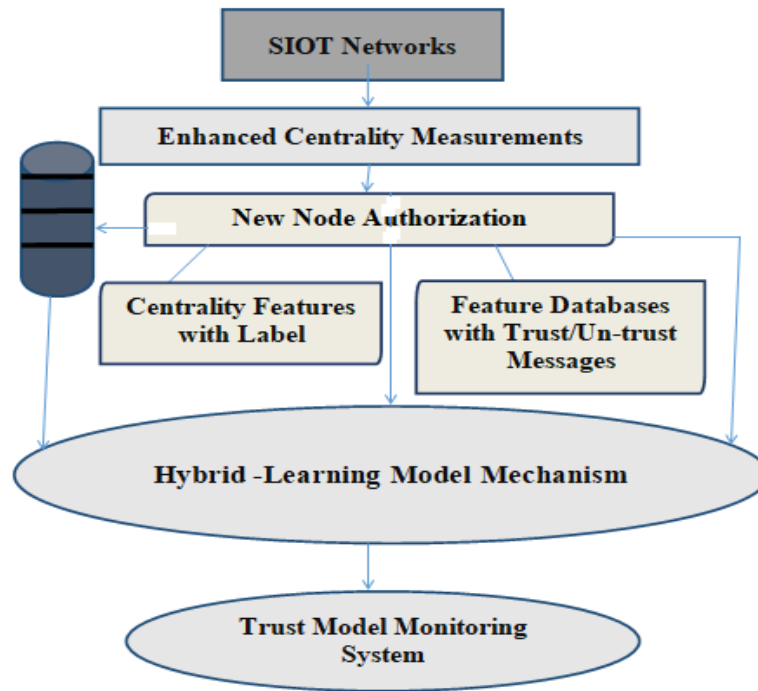 SIOT Networks
Enhanced Centrality Measurements
New Node Authorization
Centrality Features
with Label
Feature Databases
with Trust/Un-trust
Messages
Hybrid -Learning Model Mechanism
Trust Model Monitoring
System